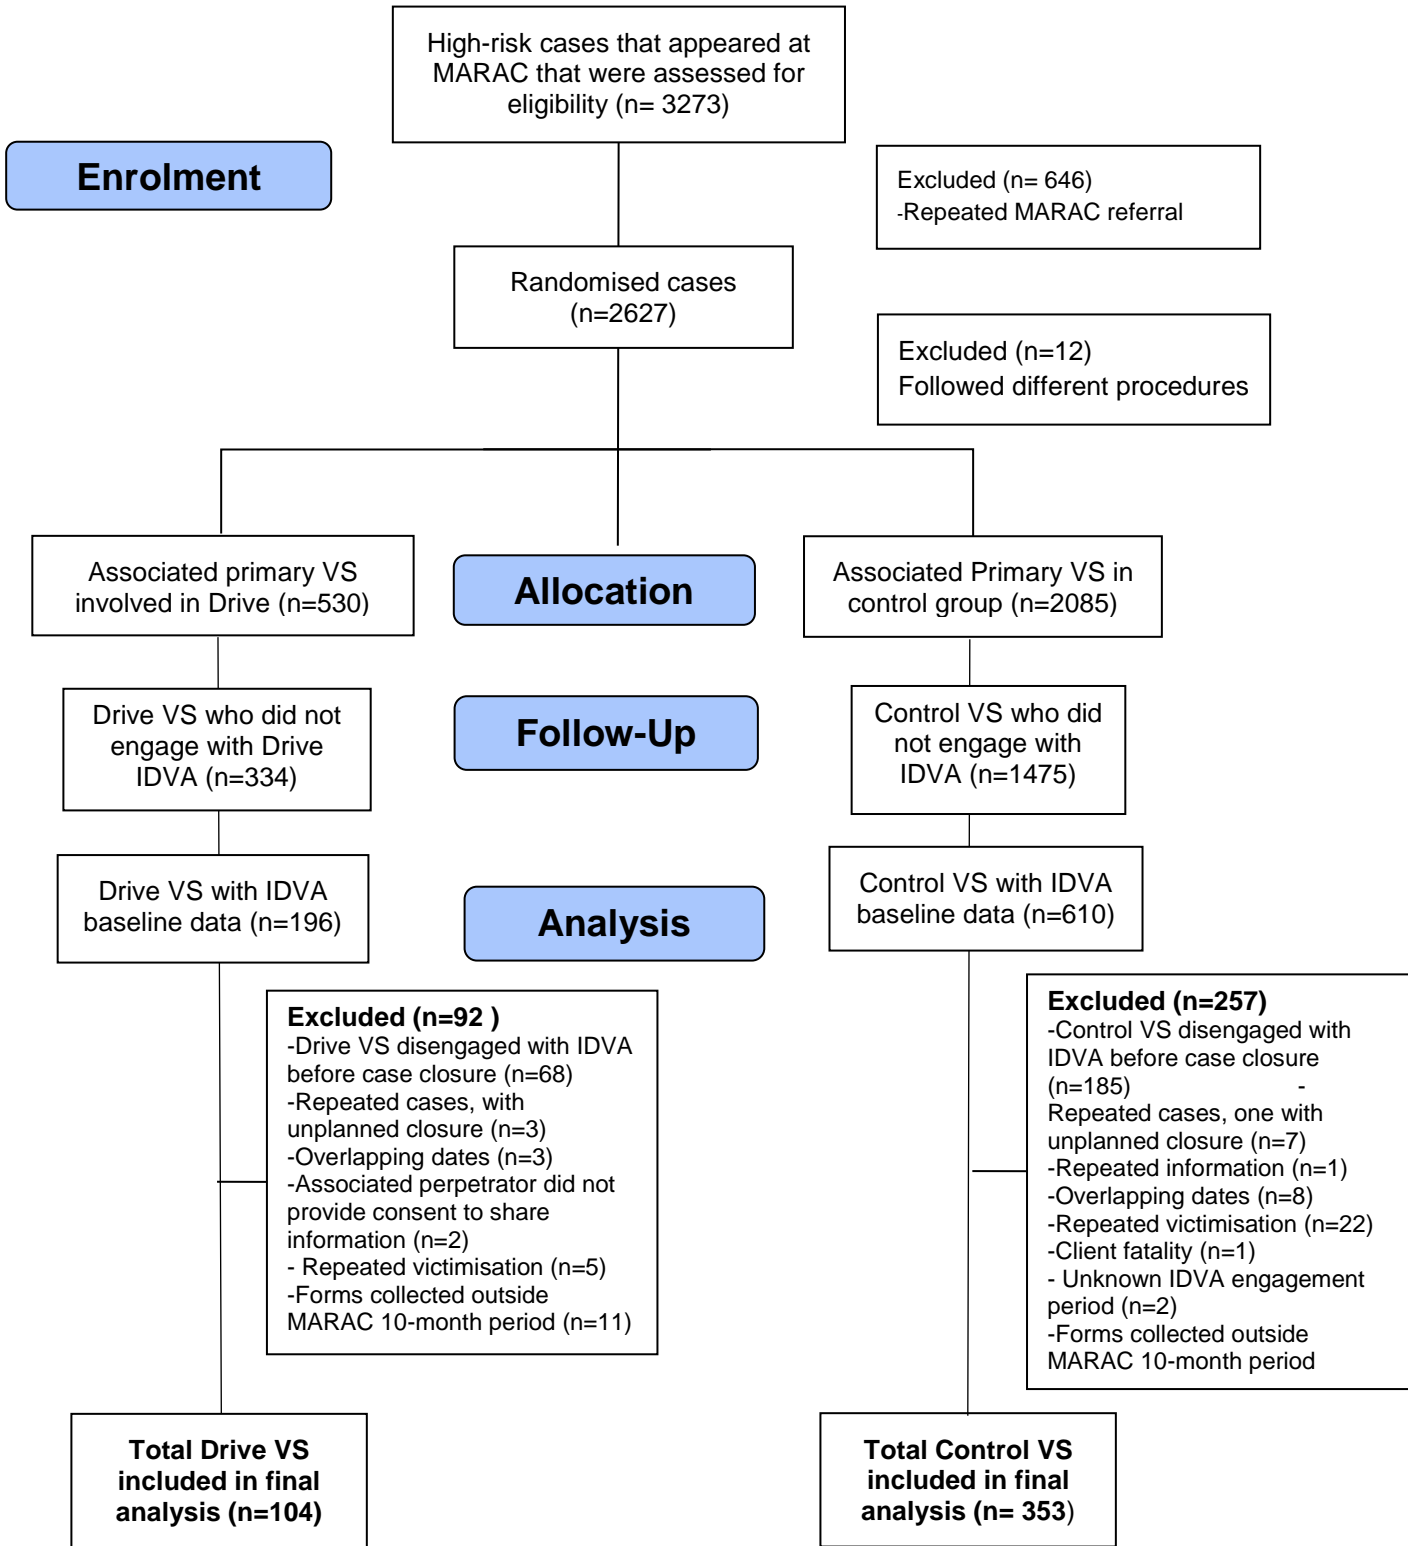 High-risk cases that appeared at
MARAC that were assessed for
eligibility (n= 3273)
Enrolment
Excluded (n= 646)
-Repeated MARAC referral
Randomised cases
(n=2627)
Excluded (n=12)
Followed different procedures
Associated primary VS
involved in Drive (n=530)
Allocation
Associated Primary VS in
control group (n=2085)
Drive VS who did not
engage with Drive
IDVA (n=334)
Follow-Up
Control VS who did
not engage with
IDVA (n=1475)
Drive VS with IDVA
baseline data (n=196)
Analysis
Control VS with IDVA
baseline data (n=610)
Excluded (n=92 )
-Drive VS disengaged with IDVA
before case closure (n=68)
-Repeated cases, with
unplanned closure (n=3)
-Overlapping dates (n=3)
-Associated perpetrator did not
provide consent to share
information (n=2)
- Repeated victimisation (n=5)
-Forms collected outside
MARAC 10-month period (n=11)
Excluded (n=257)
-Control VS disengaged with
IDVA before case closure
(n=185) -
Repeated cases, one with
unplanned closure (n=7)
-Repeated information (n=1)
-Overlapping dates (n=8)
-Repeated victimisation (n=22)
-Client fatality (n=1)
- Unknown IDVA engagement
period (n=2)
-Forms collected outside
MARAC 10-month period
Total Drive VS
included in final
analysis (n=104)
Total Control VS
included in final
analysis (n= 353)